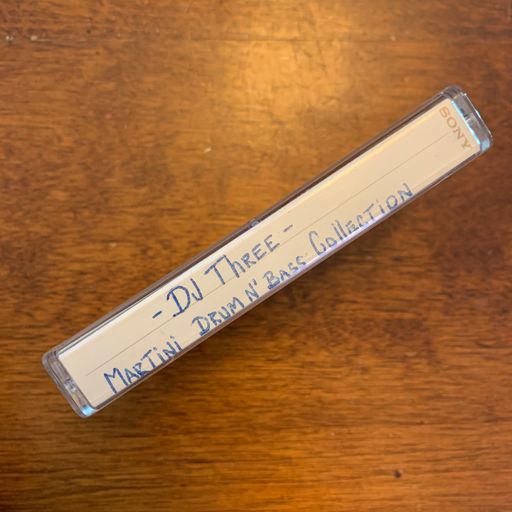 SONY
- DJ THREE -
MARTINI DRUM N' BASS COllECTION